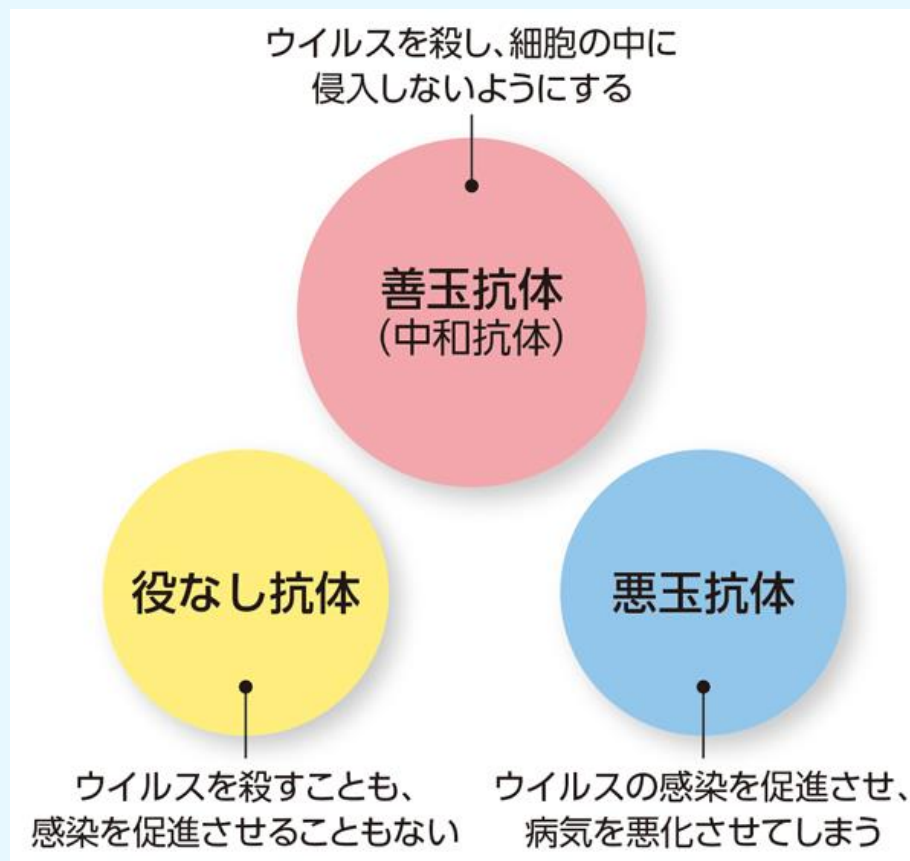 ウイルスを殺し、細胞の中に
侵入しないようにする
善玉抗体
(中和抗体)
役なし抗体
悪玉抗体
ウイルスを殺すことも、
感染を促進させることもない
ウイルスの感染を促進させ、
病気を悪化させてしまう